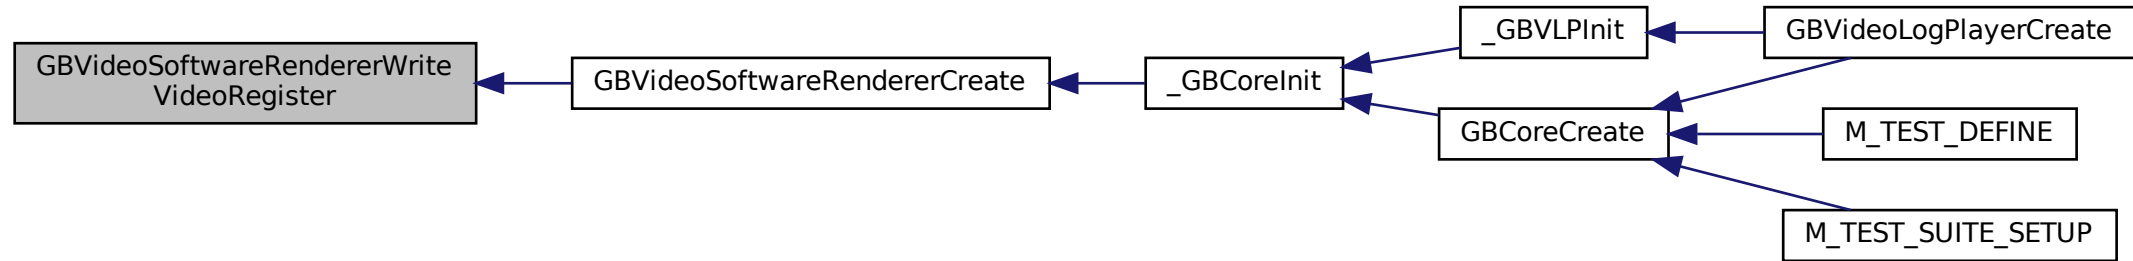 GBVideoSoftwareRendererWrite
VideoRegister
GBVideoSoftwareRendererCreate
_GBCoreInit
_GBVLPInit
GBCoreCreate
GBVideoLogPlayerCreate
M_TEST_DEFINE
M_TEST_SUITE_SETUP